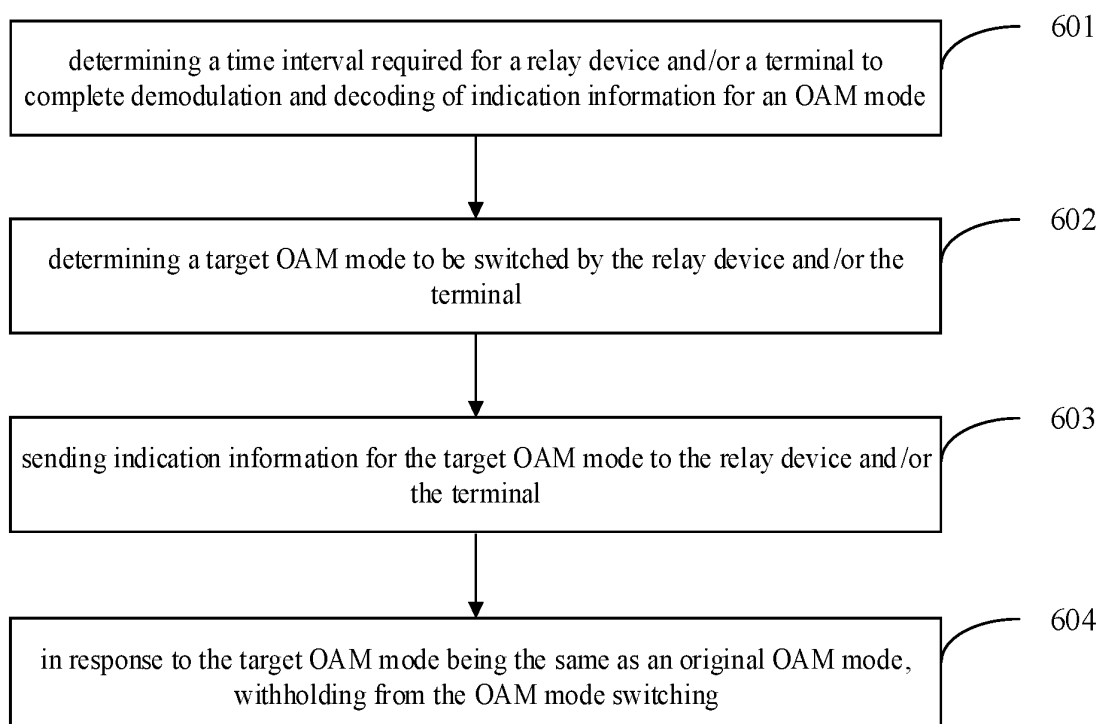 601
determining a time interval required for a relay device and/or a terminal to
complete demodulation and decoding of indication information for an OAM mode
602
determining a target OAM mode to be switched by the relay device and/or the
terminal
603
sending indication information for the target OAM mode to the relay device and/or
the terminal
604
in response to the target OAM mode being the same as an original OAM mode,
withholding from the OAM mode switching